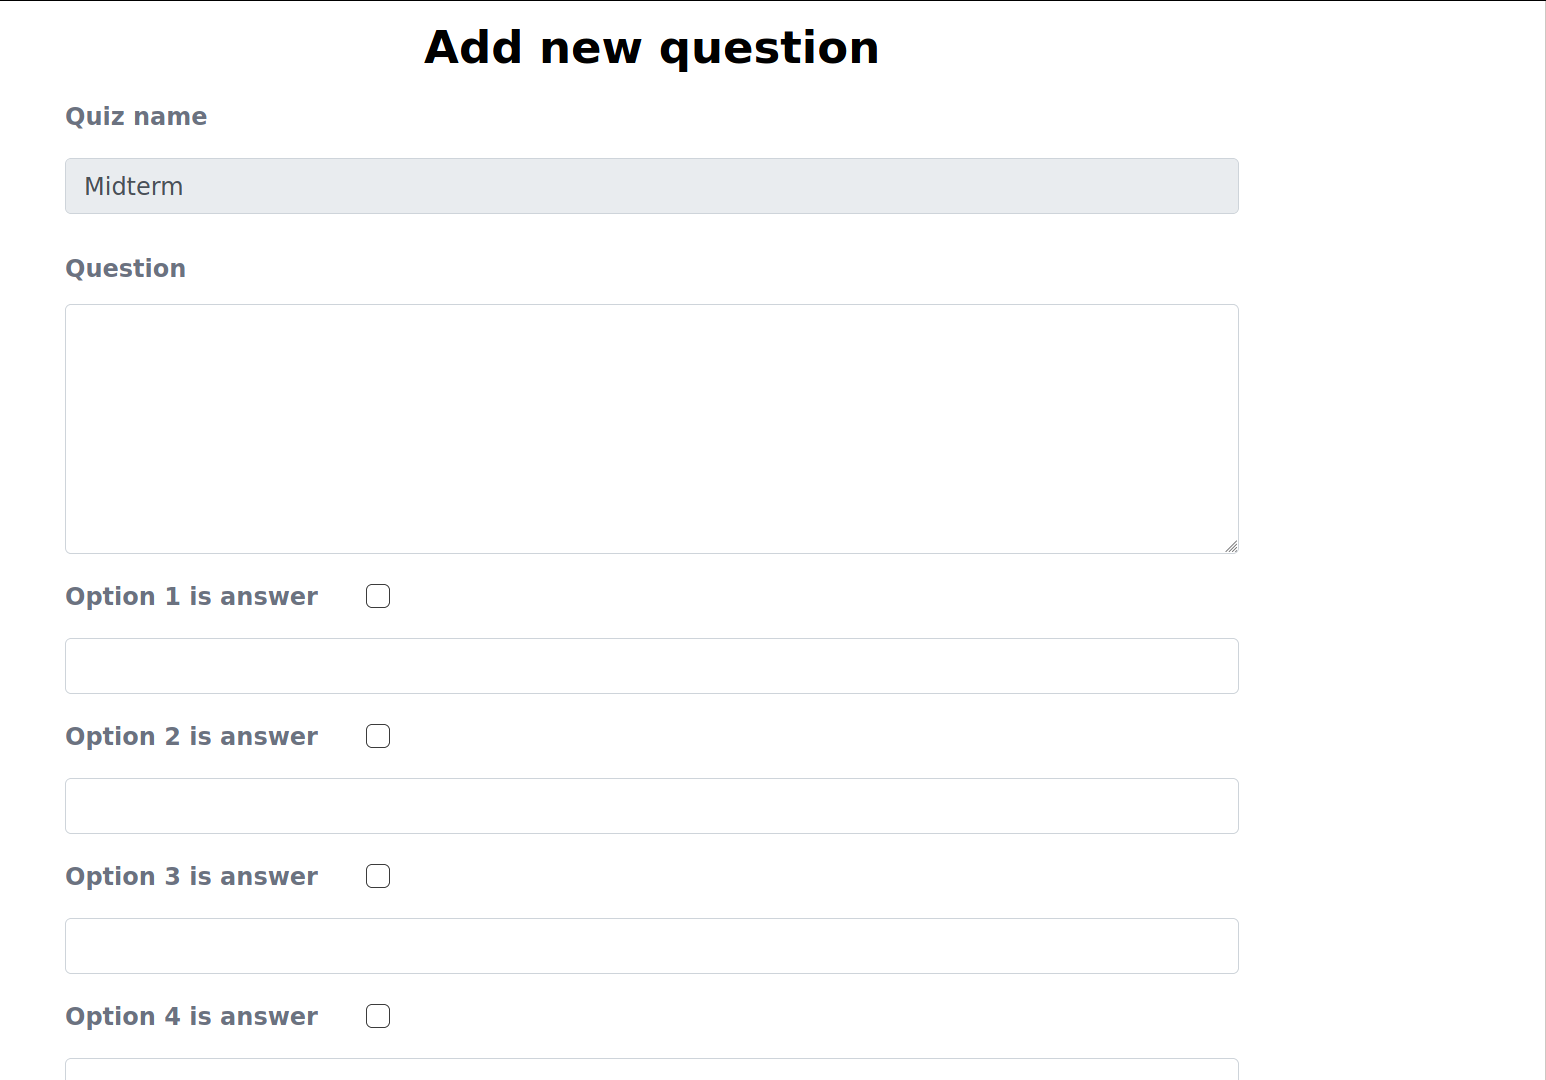 Add new question
Quiz name
Midterm
Question
Option 1 is answer
Option 2 is answer
Option 3 is answer
Option 4 is answer